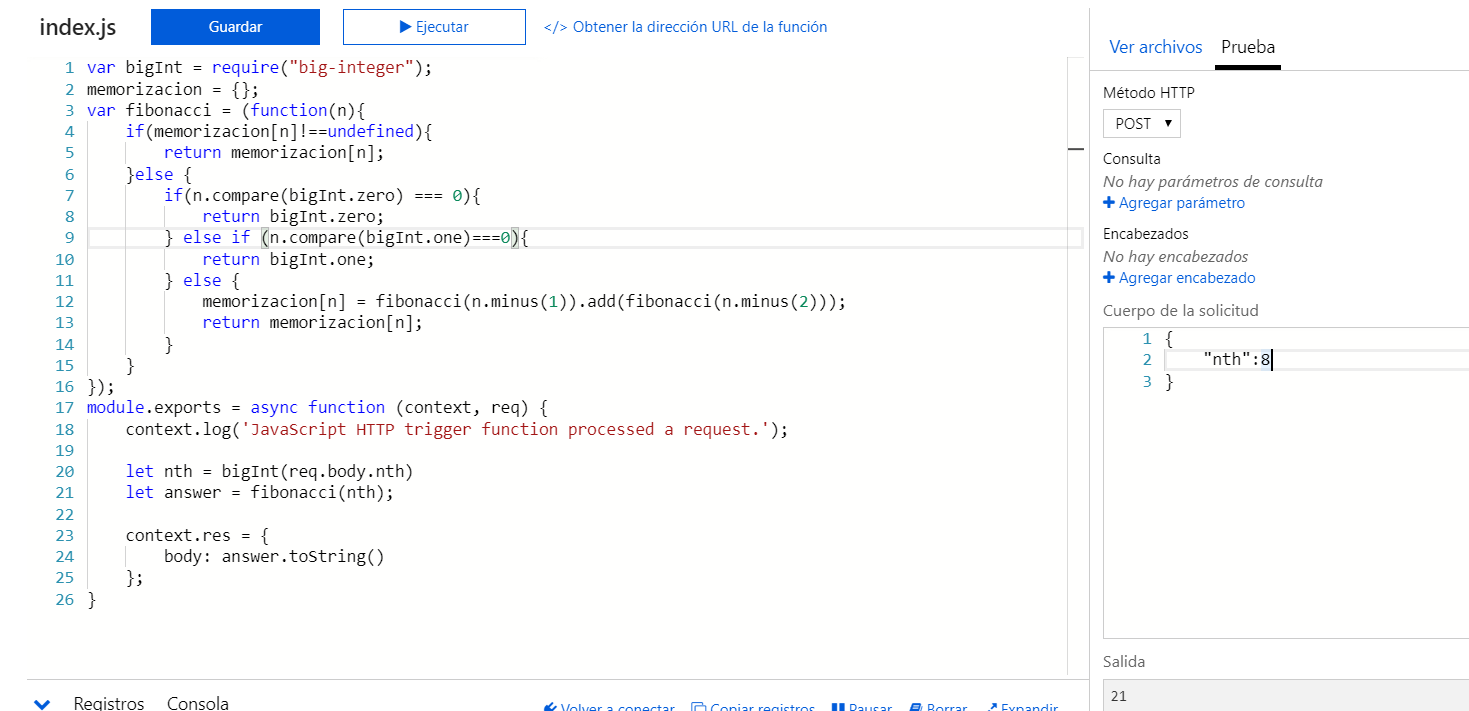 index.js
Guardar
Ejecutar
</> Obtener la dirección URL de la función
1 var bigInt = require("big-integer");
2 memorizacion = {};
3 var fibonacci = (function(n){
4     if(memorizacion[n]!==undefined){
5         return memorizacion[n];
6     }else {
7         if(n.compare(bigInt.zero) === 0){
8             return bigInt.zero;
9         } else if (n.compare(bigInt.one)===0){
10             return bigInt.one;
11         } else {
12             memorizacion[n] = fibonacci(n.minus(1)).add(fibonacci(n.minus(2)));
13             return memorizacion[n];
14         }
15     }
16 });
17 module.exports = async function (context, req) {
18     context.log('JavaScript HTTP trigger function processed a request.');
19
20     let nth = bigInt(req.body.nth)
21     let answer = fibonacci(nth);
22
23     context.res = {
24         body: answer.toString()
25     };
26 }
Registros Consola
Volver a conectar Copiar registros Pausar Borrar Expandir
Ver archivos Prueba
Método HTTP
POST
Consulta
No hay parámetros de consulta
Agregar parámetro
Encabezados
No hay encabezados
Agregar encabezado
Cuerpo de la solicitud
1 {
2     "nth":8
3 }
Salida
21